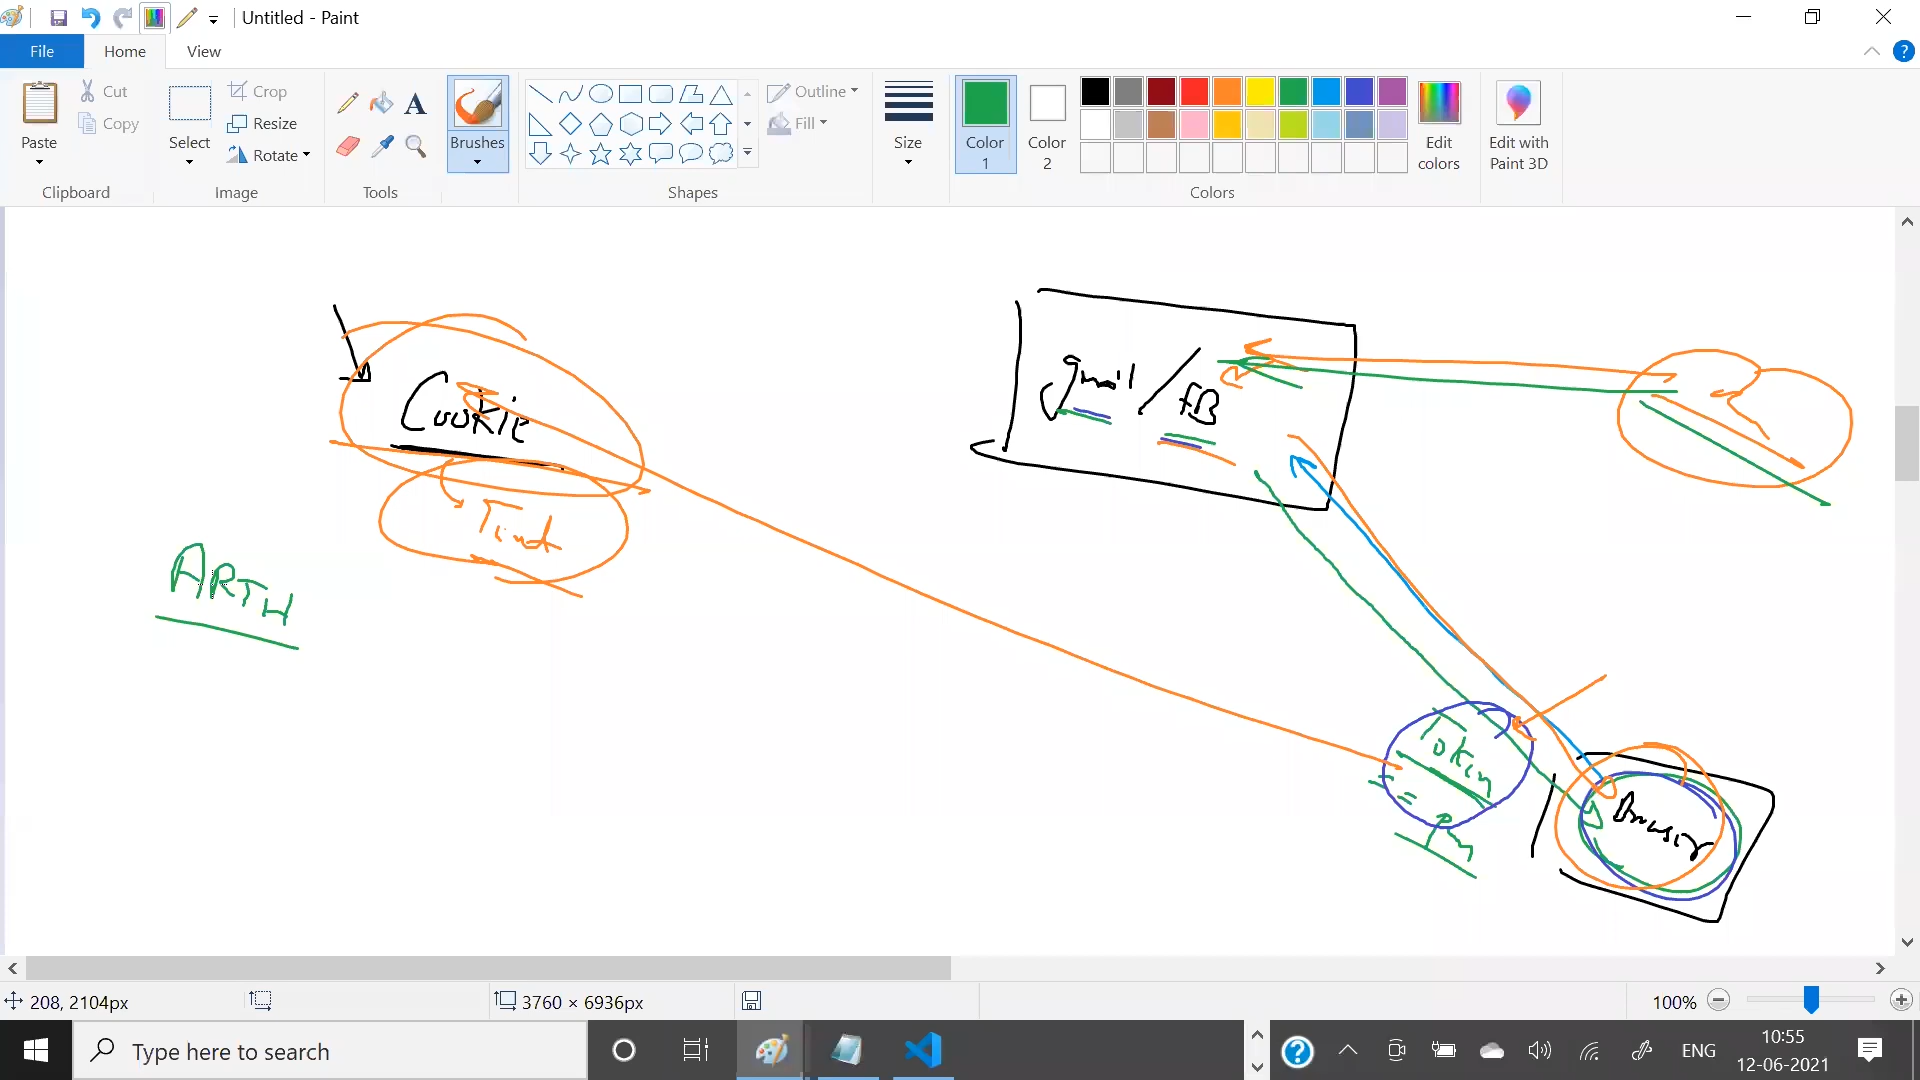 Untitled - Paint
File
Home
View
Paste
Cut
Copy
Clipboard
Select
Crop
Resize
Rotate
Image
Tools
Brushes
Shapes
Outline
Fill
Size
Color 1
Color 2
Edit colors
Colors
Edit with Paint 3D
gmail/FB
Cookie
ARTH
Token
Browser
208, 2104px
3760 × 6936px
100%
Type here to search
ENG
10:55
12-06-2021